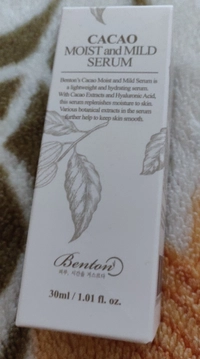 CACAO
MOIST and MILD
SERUM
Benton's Cacao Moist and Mild Serum is
a lightweight and hydrating serum.
With Cacao Extracts and Hyaluronic Acid,
this serum replenishes moisture to skin.
Various botanical extracts in the serum
further help to keep skin smooth.
Benton
30ml / 1.01 fl. oz.